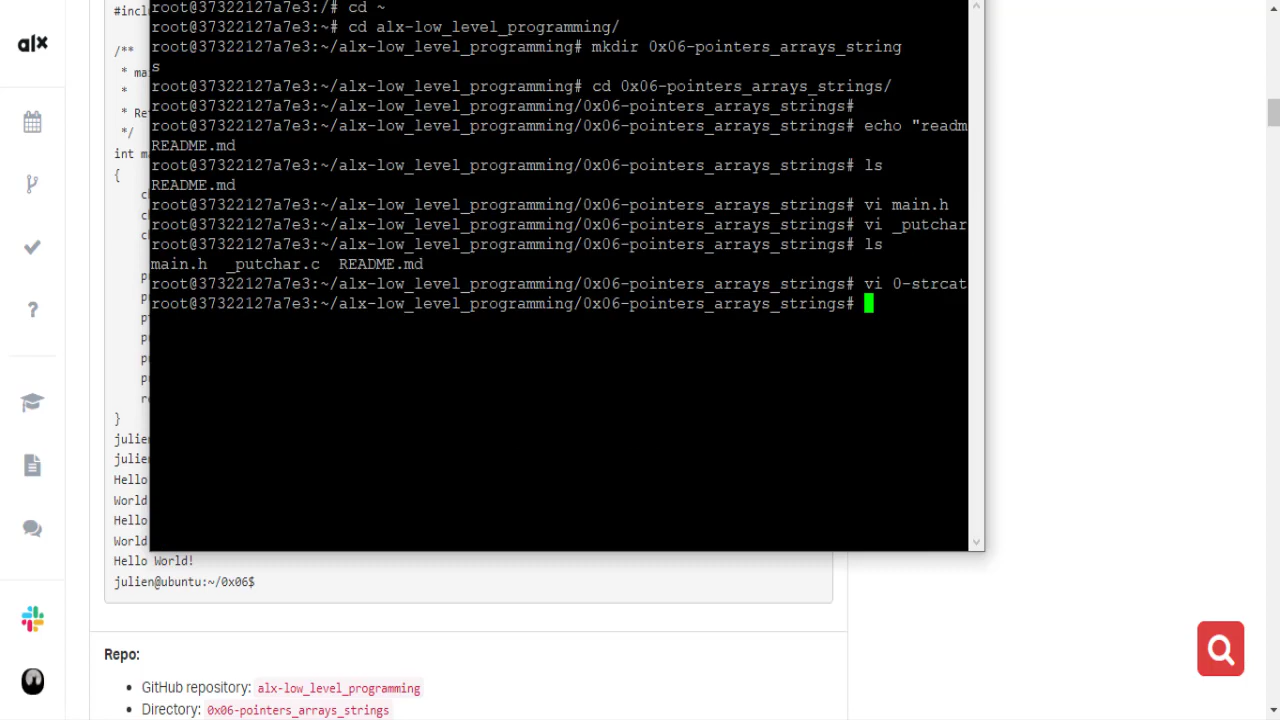 alx
#inclu
/**
* mai
*
* Ret
*/
int m
{
}
julie
julie
Hello
World
Hello
World
Hello World!
julien@ubuntu:~/0x06$
root@37322127a7e3:/# cd ~
root@37322127a7e3:~# cd alx-low_level_programming/
root@37322127a7e3:~/alx-low_level_programming# mkdir 0x06-pointers_arrays_string
s
root@37322127a7e3:~/alx-low_level_programming# cd 0x06-pointers_arrays_strings/
root@37322127a7e3:~/alx-low_level_programming/0x06-pointers_arrays_strings#
root@37322127a7e3:~/alx-low_level_programming/0x06-pointers_arrays_strings# echo "readm
README.md
root@37322127a7e3:~/alx-low_level_programming/0x06-pointers_arrays_strings# ls
README.md
root@37322127a7e3:~/alx-low_level_programming/0x06-pointers_arrays_strings# vi main.h
root@37322127a7e3:~/alx-low_level_programming/0x06-pointers_arrays_strings# vi _putchar
root@37322127a7e3:~/alx-low_level_programming/0x06-pointers_arrays_strings# ls
main.h  _putchar.c  README.md
root@37322127a7e3:~/alx-low_level_programming/0x06-pointers_arrays_strings# vi 0-strcat
root@37322127a7e3:~/alx-low_level_programming/0x06-pointers_arrays_strings#
Repo:
GitHub repository: alx-low_level_programming
Directory: 0x06-pointers_arrays_strings